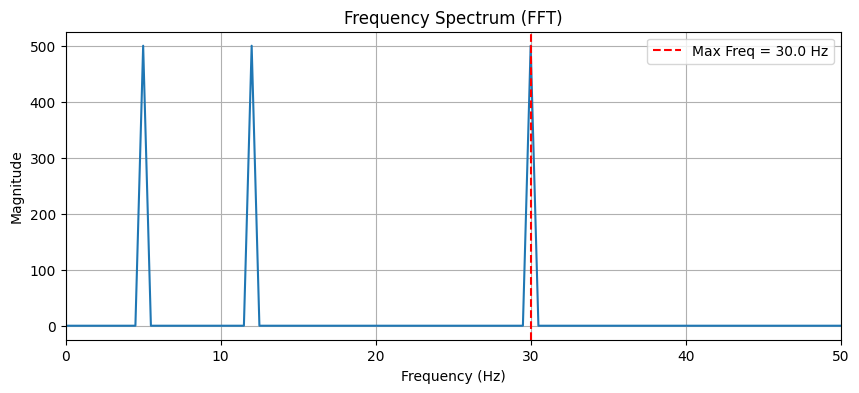 Frequency Spectrum (FFT)
Max Freq = 30.0 Hz
Magnitude
500
400
300
200
100
0
0 10 20 30 40 50
Frequency (Hz)